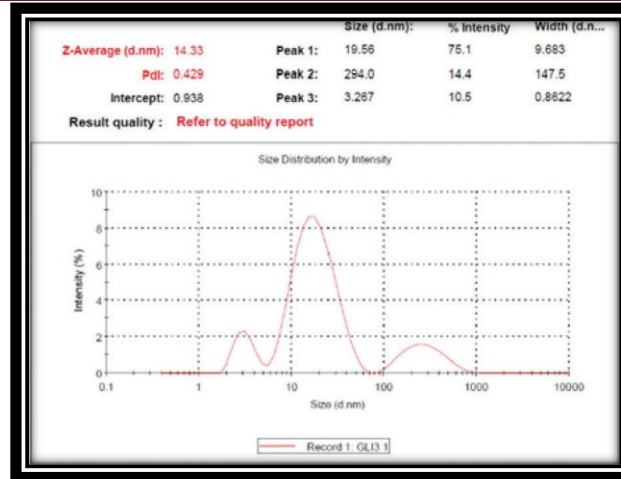 Size (d.nm): % Intensity Width (d.n...
Z-Average (d.nm): 14.33 Peak 1: 19.56 75.1 9.683
PdI: 0.429 Peak 2: 294.0 14.4 147.5
Intercept: 0.938 Peak 3: 3.267 10.5 0.8622
Result quality : Refer to quality report
Size Distribution by Intensity
Intensity (%)
10
8
6
4
2
0
0.1 1 10 100 1000 10000
Size (d.nm)
Record 1: GLI3 1